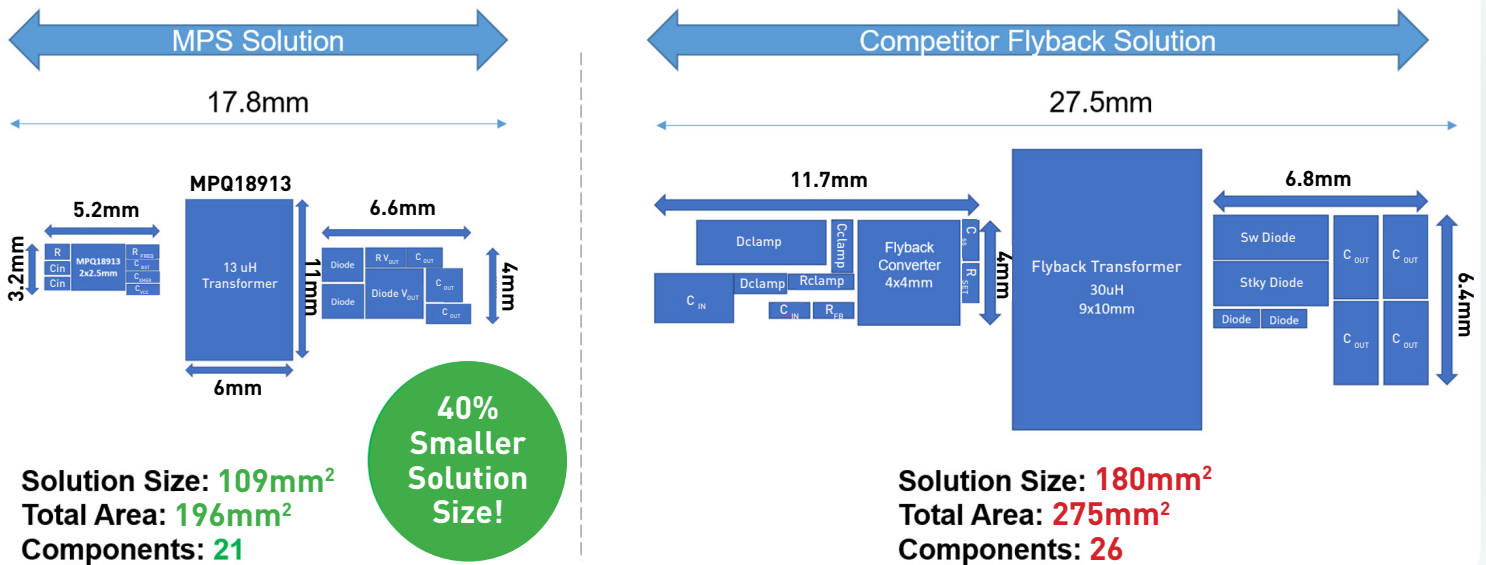 MPS Solution
17.8mm
MPQ18913
5.2mm
3.2mm
R
Cin
Cin
MPQ18913
2x2.5mm
R FREQ
C BST
C XMER
C VCC
13 uH
Transformer
11mm
6mm
6.6mm
Diode
Diode
R VOUT
C OUT
Diode VOUT
C OUT
C OUT
4mm
40%
Smaller
Solution
Size!
Solution Size: 109mm²
Total Area: 196mm²
Components: 21
Competitor Flyback Solution
27.5mm
11.7mm
Dclamp
Cclamp
Flyback
Converter
4x4mm
C ss
R SET
4mm
C IN
Dclamp
Rclamp
C IN
R FB
Flyback Transformer
30uH
9x10mm
6.8mm
Sw Diode
Stky Diode
Diode
Diode
C OUT
C OUT
C OUT
C OUT
6.4mm
Solution Size: 180mm²
Total Area: 275mm²
Components: 26